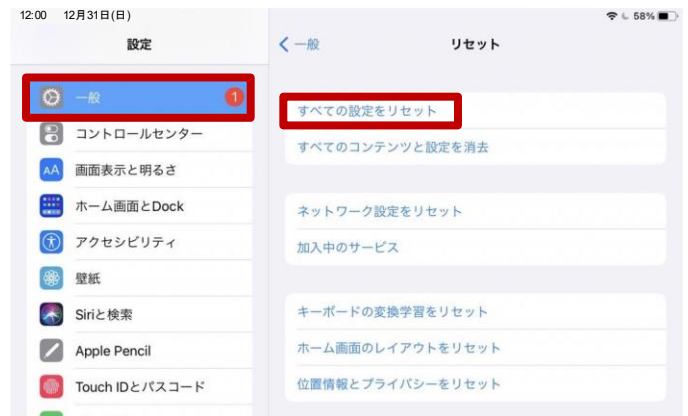 12:00 12月31日(日)
58%
設定
一般
1
コントロールセンター
AA 画面表示と明るさ
ホーム画面とDock
アクセシビリティ
壁紙
Siriと検索
Apple Pencil
Touch IDとパスコード
一般
リセット
すべての設定をリセット
すべてのコンテンツと設定を消去
ネットワーク設定をリセット
加入中のサービス
キーボードの変換学習をリセット
ホーム画面のレイアウトをリセット
位置情報とプライバシーをリセット